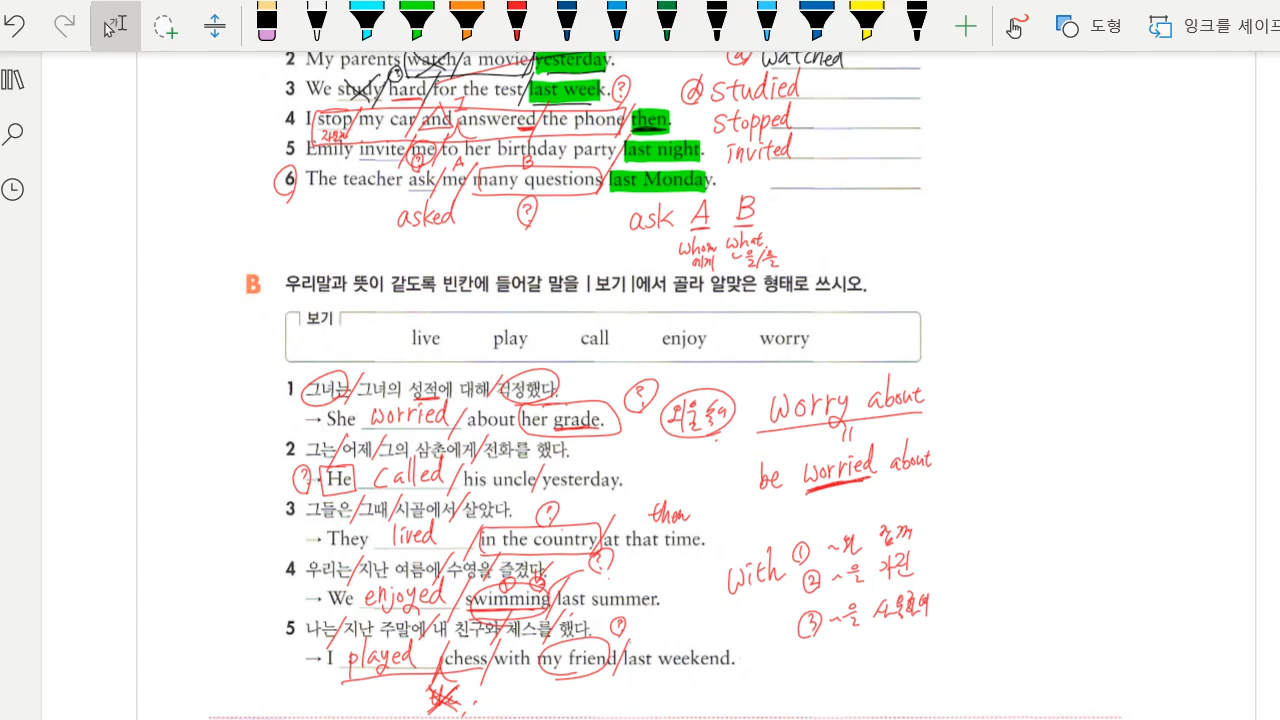 도형 잉크를 셰이프
2 My parents watch a movie yesterday. watched
3 We study hard for the test last week. studied
4 I stop my car and answered the phone then. stopped
5 Emily invite me to her birthday party last night. invited
A B
6 The teacher ask me many questions last Monday.
asked ? ask A B
whom what
에게 을/를
B 우리말과 뜻이 같도록 빈칸에 들어갈 말을 |보기|에서 골라 알맞은 형태로 쓰시오.
보기
live play call enjoy worry
1 그녀는 그녀의 성적에 대해 걱정했다.
→ She worried about her grade. ? worry about
2 그는 어제 그의 삼촌에게 전화를 했다. =
→ He called his uncle yesterday. be worried about
3 그들은 그때 시골에서 살았다. ? then
→ They lived in the country at that time.
with ① ② ~을 가진
4 우리는 지난 여름에 수영을 즐겼다. ?
→ We enjoyed swimming last summer. ③ ~을
5 나는 지난 주말에 내 친구와 체스를 했다. ?
→ I played chess with my friend last weekend.